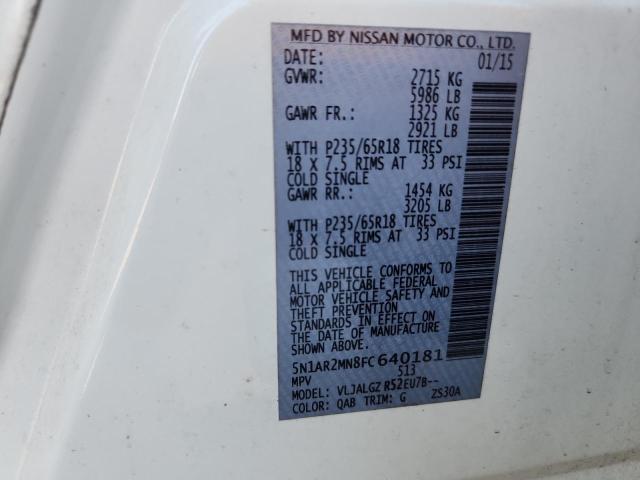 MFD BY NISSAN MOTOR CO., LTD.
DATE: 01/15
GVWR: 2715 KG
5986 LB
GAWR FR.: 1325 KG
2921 LB
WITH P235/65R18 TIRES
18 X 7.5 RIMS AT 33 PSI
COLD SINGLE
GAWR RR.: 1454 KG
3205 LB
WITH P235/65R18 TIRES
18 X 7.5 RIMS AT 33 PSI
COLD SINGLE
THIS VEHICLE CONFORMS TO
ALL APPLICABLE FEDERAL
MOTOR VEHICLE SAFETY AND
THEFT PREVENTION
STANDARDS IN EFFECT ON
THE DATE OF MANUFACTURE
SHOWN ABOVE.
5N1AR2MN8FC640181
MPV 513
MODEL: VLJALGZ R52EU7B--
COLOR: QAB TRIM: G ZS30A